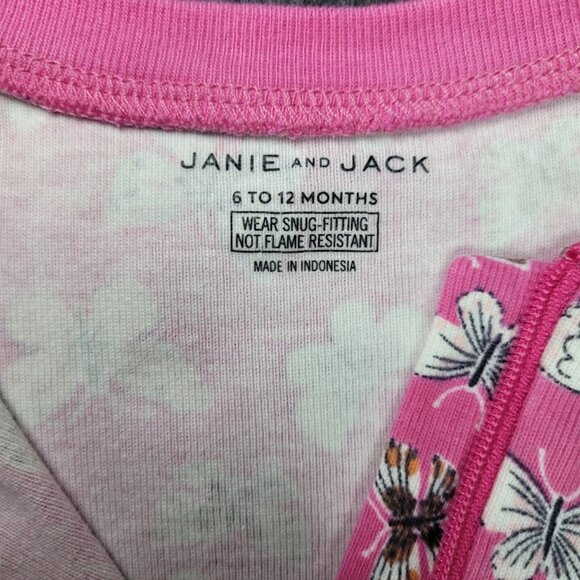 JANIE AND JACK
6 TO 12 MONTHS
WEAR SNUG-FITTING
NOT FLAME RESISTANT
MADE IN INDONESIA